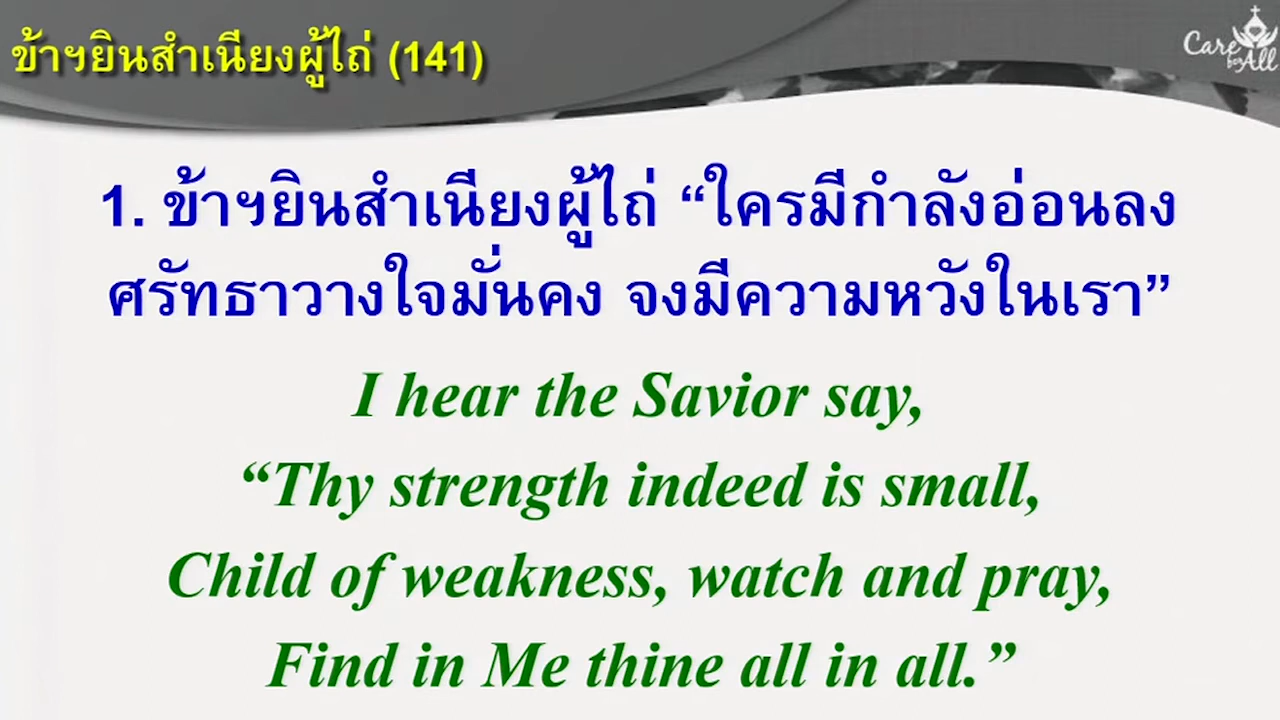 ข้าฯยินสำเนียงผู้ไถ่ (141)
Care for All
1. ข้าฯยินสำเนียงผู้ไถ่ “ใครมีกำลังอ่อนลง
ศรัทธาวางใจมั่นคง จงมีความหวังในเรา”
I hear the Savior say,
“Thy strength indeed is small,
Child of weakness, watch and pray,
Find in Me thine all in all.”